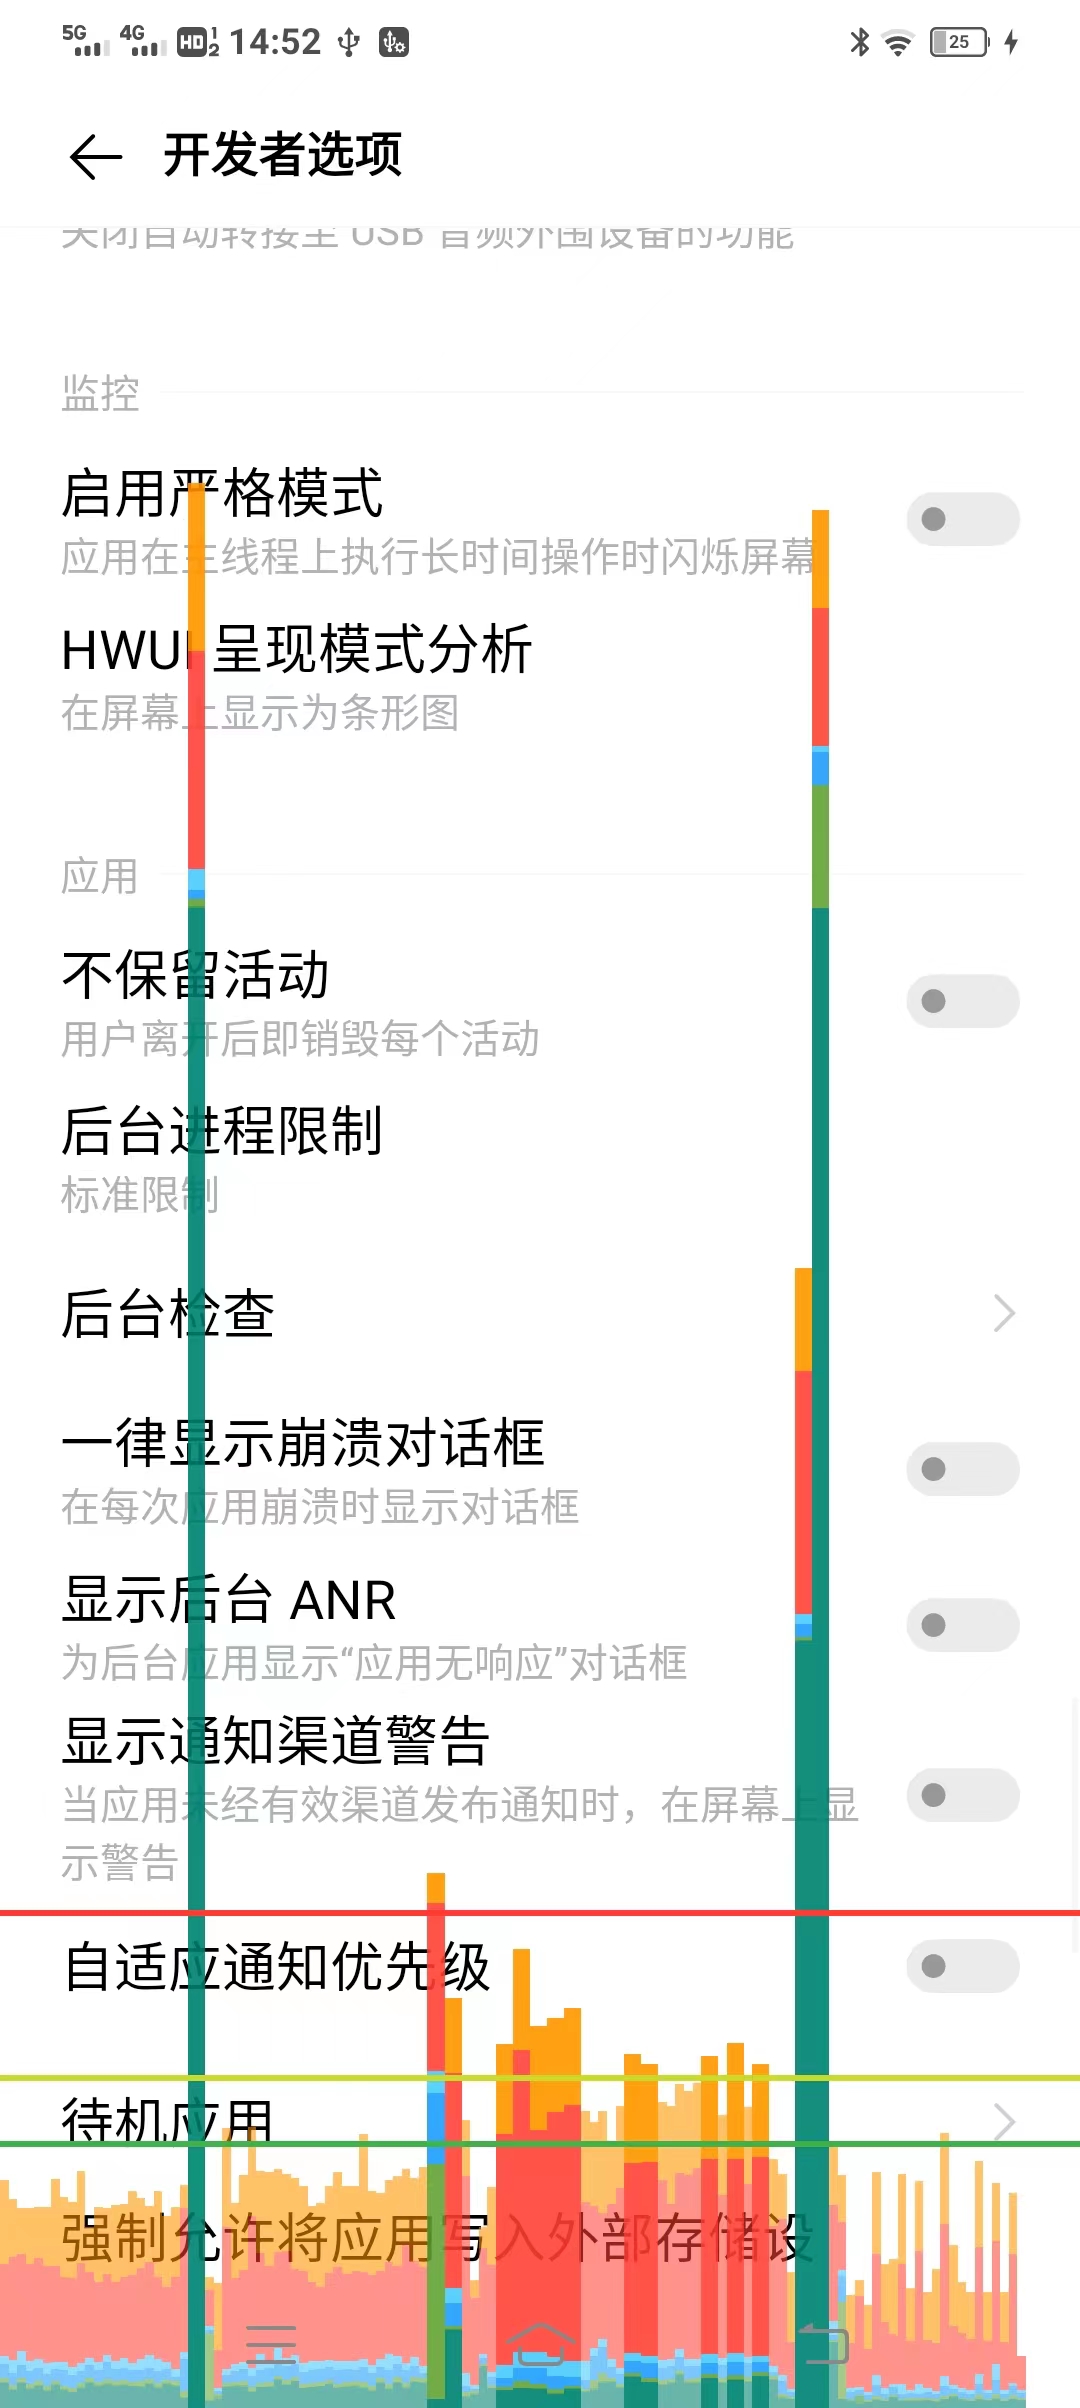 5G 4G HD 1 2 14:52 25
开发者选项
关闭自动转接至 USB 音频外围设备的功能
监控
启用严格模式
应用在主线程上执行长时间操作时闪烁屏幕
HWUI 呈现模式分析
在屏幕上显示为条形图
应用
不保留活动
用户离开后即销毁每个活动
后台进程限制
标准限制
后台检查
一律显示崩溃对话框
在每次应用崩溃时显示对话框
显示后台 ANR
为后台应用显示“应用无响应”对话框
显示通知渠道警告
当应用未经有效渠道发布通知时，在屏幕上显
示警告
自适应通知优先级
待机应用
强制允许将应用写入外部存储设